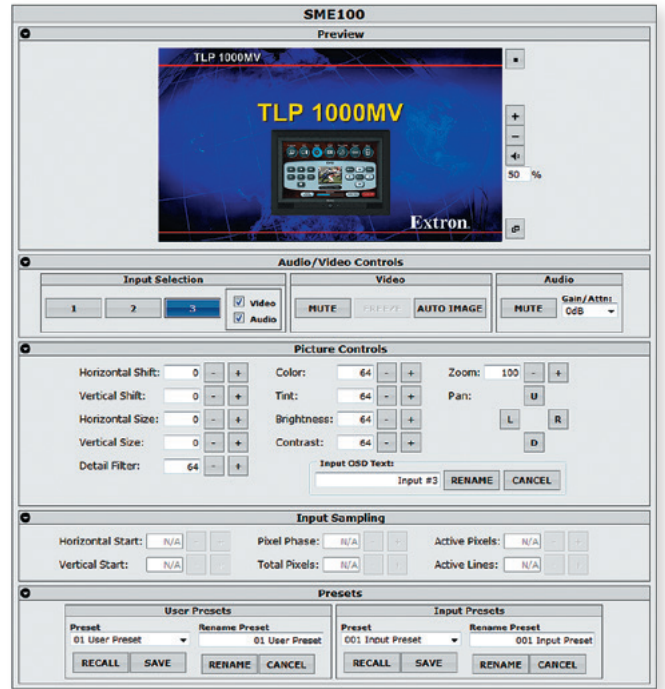 SME100
Preview
TLP 1000MV
TLP 1000MV
Extron
+
-
50 %
Audio/Video Controls
Input Selection
Video
Audio
1 2 3
Video
Audio
MUTE FREEZE AUTO IMAGE
MUTE
Gain/Attn:
0dB
Picture Controls
Horizontal Shift: 0 - +
Color: 64 - +
Zoom: 100 - +
Vertical Shift: 0 - +
Tint: 64 - +
Pan: U
Horizontal Size: 0 - +
Brightness: 64 - +
L R
Vertical Size: 0 - +
Contrast: 64 - +
D
Detail Filter: 64 - +
Input OSD Text:
Input #3 RENAME CANCEL
Input Sampling
Horizontal Start: N/A - +
Pixel Phase: N/A - +
Active Pixels: N/A - +
Vertical Start: N/A - +
Total Pixels: N/A - +
Active Lines: N/A - +
Presets
User Presets
Input Presets
Preset Rename Preset
01 User Preset 01 User Preset
RECALL SAVE RENAME CANCEL
Preset Rename Preset
001 Input Preset 001 Input Preset
RECALL SAVE RENAME CANCEL